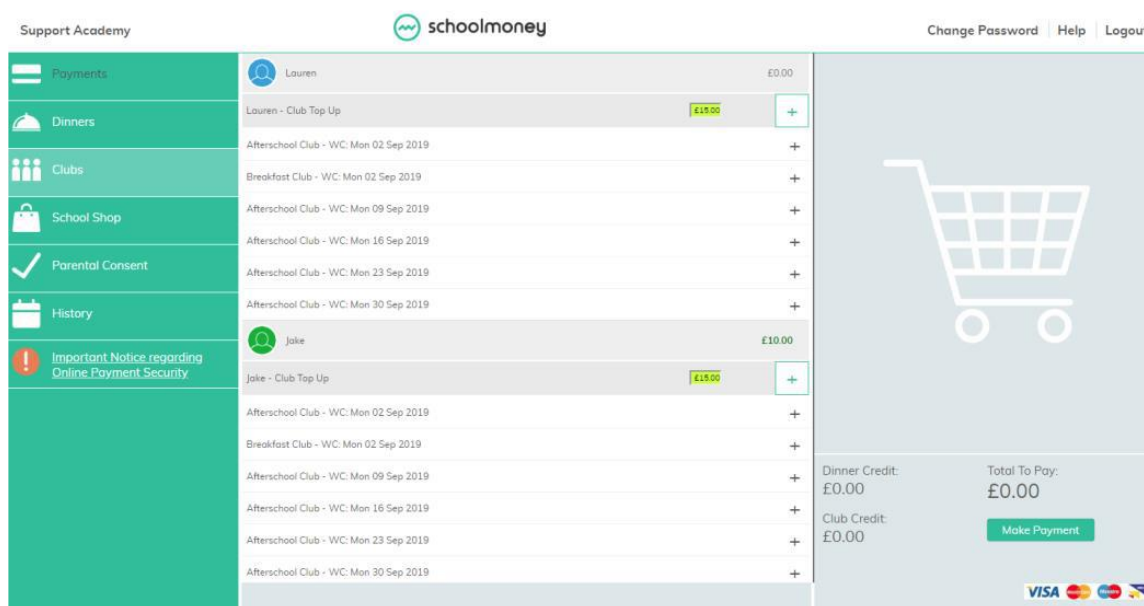 Support Academy
schoolmoney
Change Password
Help
Logout
Payments
Dinners
Clubs
School Shop
Parental Consent
History
Important Notice regarding
Online Payment Security
Lauren £0.00
Lauren - Club Top Up £15.00 +
Afterschool Club - WC: Mon 02 Sep 2019 +
Breakfast Club - WC: Mon 02 Sep 2019 +
Afterschool Club - WC: Mon 09 Sep 2019 +
Afterschool Club - WC: Mon 16 Sep 2019 +
Afterschool Club - WC: Mon 23 Sep 2019 +
Afterschool Club - WC: Mon 30 Sep 2019 +
Jake £10.00
Jake - Club Top Up £15.00 +
Afterschool Club - WC: Mon 02 Sep 2019 +
Breakfast Club - WC: Mon 02 Sep 2019 +
Afterschool Club - WC: Mon 09 Sep 2019 +
Afterschool Club - WC: Mon 16 Sep 2019 +
Afterschool Club - WC: Mon 23 Sep 2019 +
Afterschool Club - WC: Mon 30 Sep 2019 +
Dinner Credit:
£0.00
Club Credit:
£0.00
Total To Pay:
£0.00
Make Payment
VISA